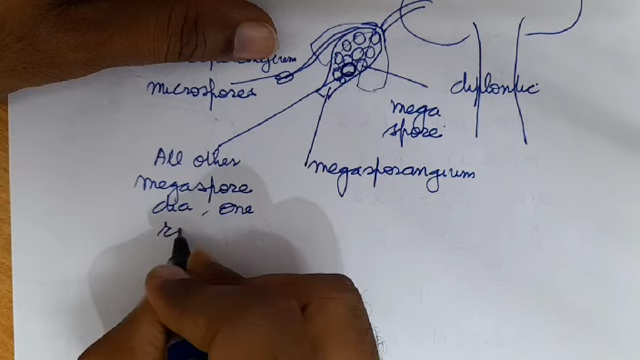 microspores
diplontic
mega
spore
megasporangium
All other
megaspore
dia, one
r